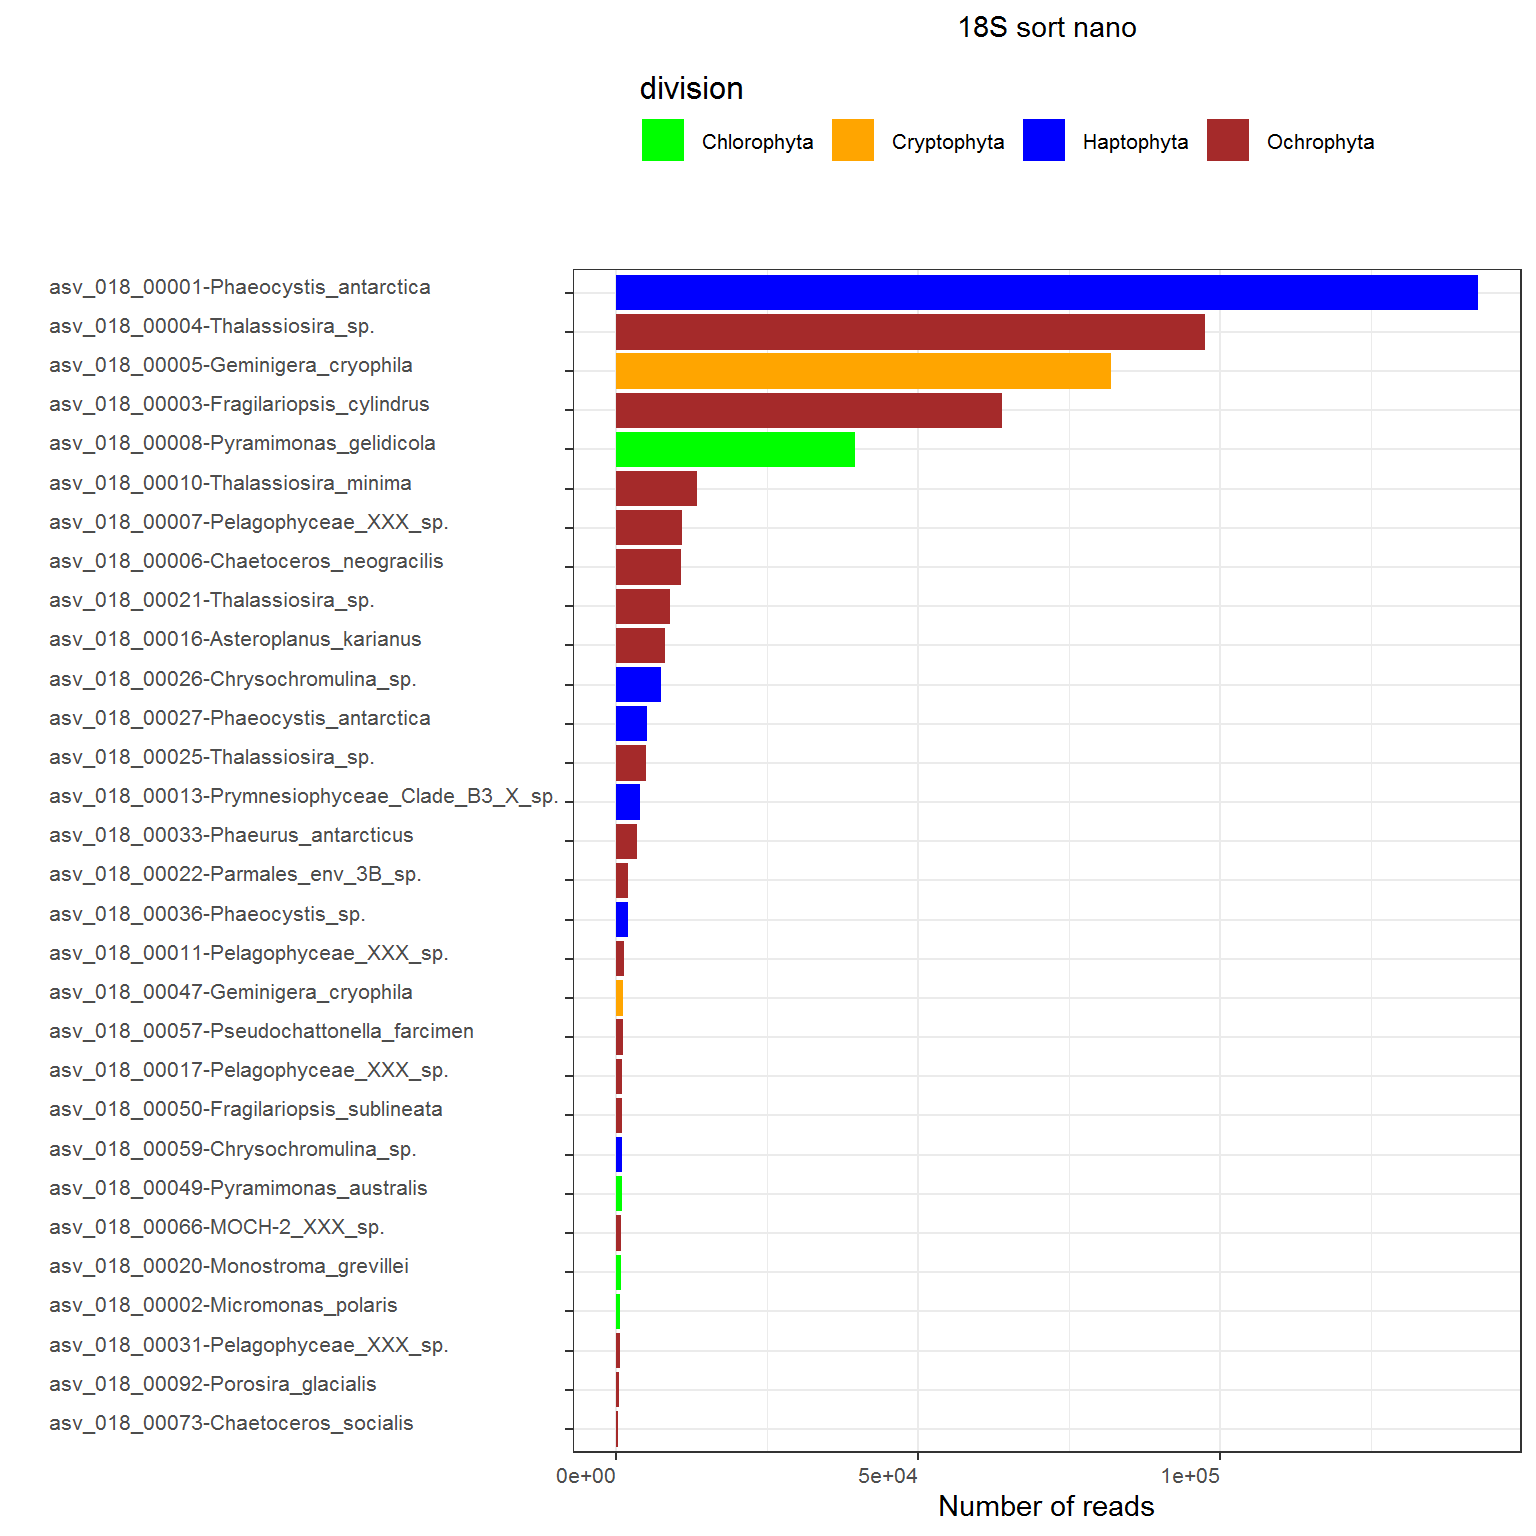 18S sort nano
division
Chlorophyta Cryptophyta Haptophyta Ochrophyta
asv_018_00001-Phaeocystis_antarctica
asv_018_00004-Thalassiosira_sp.
asv_018_00005-Geminigera_cryophila
asv_018_00003-Fragilariopsis_cylindrus
asv_018_00008-Pyramimonas_gelidicola
asv_018_00010-Thalassiosira_minima
asv_018_00007-Pelagophyceae_XXX_sp.
asv_018_00006-Chaetoceros_neogracilis
asv_018_00021-Thalassiosira_sp.
asv_018_00016-Asteroplanus_karianus
asv_018_00026-Chrysochromulina_sp.
asv_018_00027-Phaeocystis_antarctica
asv_018_00025-Thalassiosira_sp.
asv_018_00013-Prymnesiophyceae_Clade_B3_X_sp.
asv_018_00033-Phaeurus_antarcticus
asv_018_00022-Parmales_env_3B_sp.
asv_018_00036-Phaeocystis_sp.
asv_018_00011-Pelagophyceae_XXX_sp.
asv_018_00047-Geminigera_cryophila
asv_018_00057-Pseudochattonella_farcimen
asv_018_00017-Pelagophyceae_XXX_sp.
asv_018_00050-Fragilariopsis_sublineata
asv_018_00059-Chrysochromulina_sp.
asv_018_00049-Pyramimonas_australis
asv_018_00066-MOCH-2_XXX_sp.
asv_018_00020-Monostroma_grevillei
asv_018_00002-Micromonas_polaris
asv_018_00031-Pelagophyceae_XXX_sp.
asv_018_00092-Porosira_glacialis
asv_018_00073-Chaetoceros_socialis
0e+00 5e+04 1e+05
Number of reads